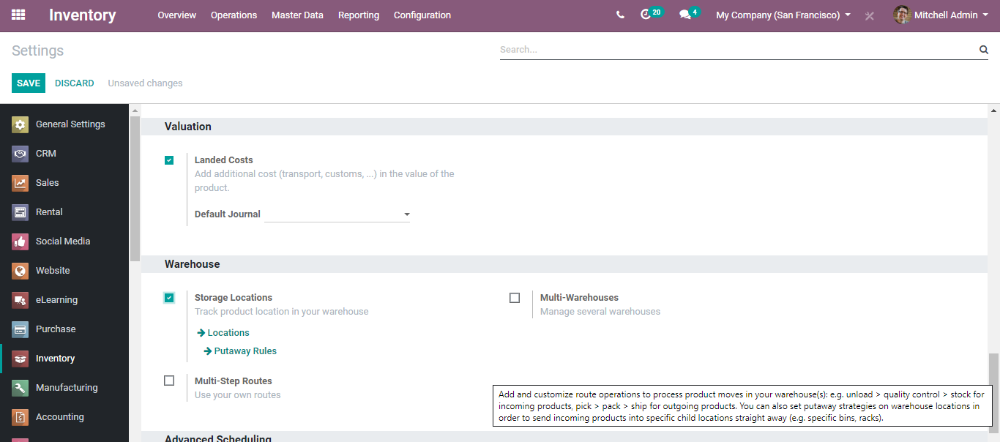 Inventory Overview Operations Master Data Reporting Configuration 20 4 My Company (San Francisco) Mitchell Admin
Settings Search...
SAVE DISCARD Unsaved changes
General Settings
CRM
Sales
Rental
Social Media
Website
eLearning
Purchase
Inventory
Manufacturing
Accounting
Valuation
Landed Costs
Add additional cost (transport, customs, ...) in the value of the
product.
Default Journal
Warehouse
Storage Locations
Track product location in your warehouse
Locations
Putaway Rules
Multi-Warehouses
Manage several warehouses
Multi-Step Routes
Use your own routes
Add and customize route operations to process product moves in your warehouse(s): e.g. unload > quality control > stock for
incoming products, pick > pack > ship for outgoing products. You can also set putaway strategies on warehouse locations in
order to send incoming products into specific child locations straight away (e.g. specific bins, racks).
Advanced Scheduling